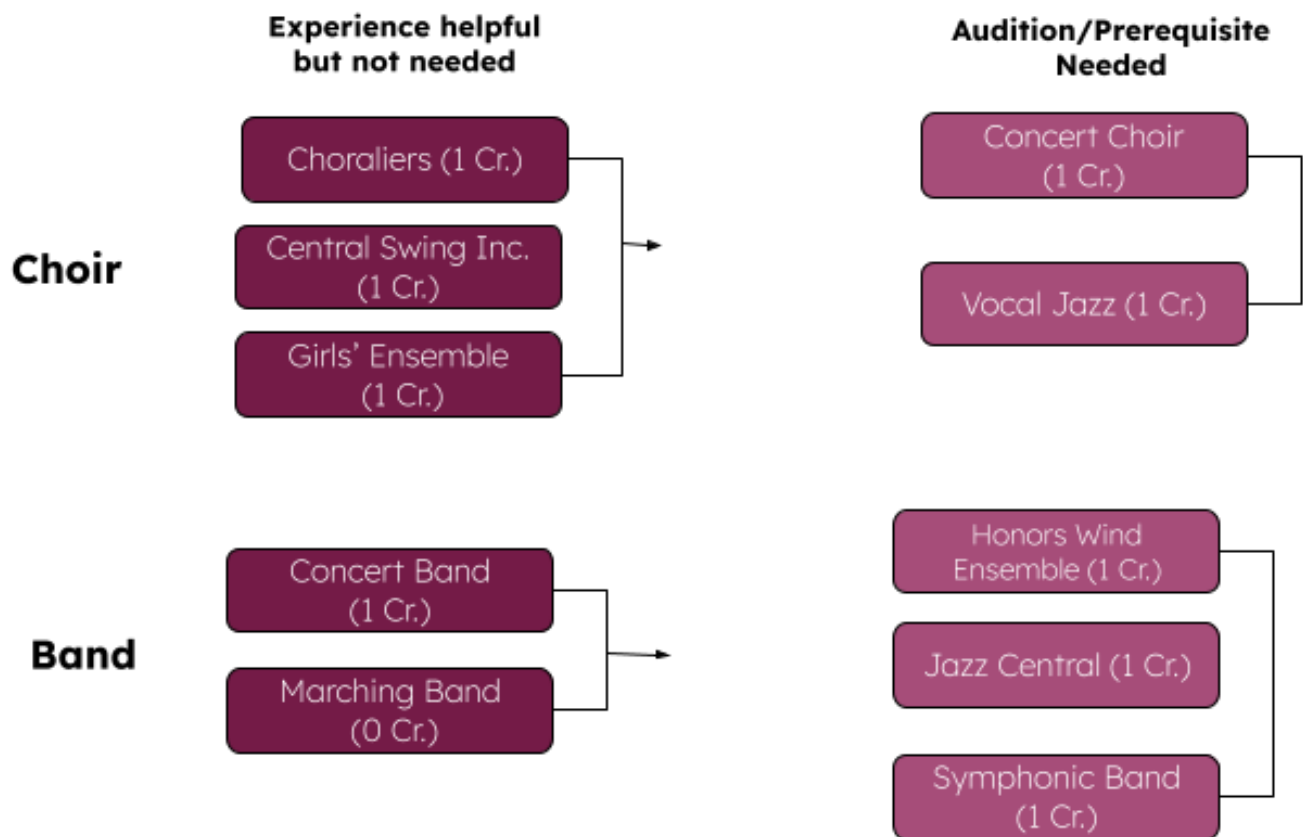 Experience helpful
but not needed
Audition/Prerequisite
Needed
Choir
Choraliers (1 Cr.)
Central Swing Inc.
(1 Cr.)
Girls’ Ensemble
(1 Cr.)
Concert Choir
(1 Cr.)
Vocal Jazz (1 Cr.)
Band
Concert Band
(1 Cr.)
Marching Band
(0 Cr.)
Honors Wind
Ensemble (1 Cr.)
Jazz Central (1 Cr.)
Symphonic Band
(1 Cr.)